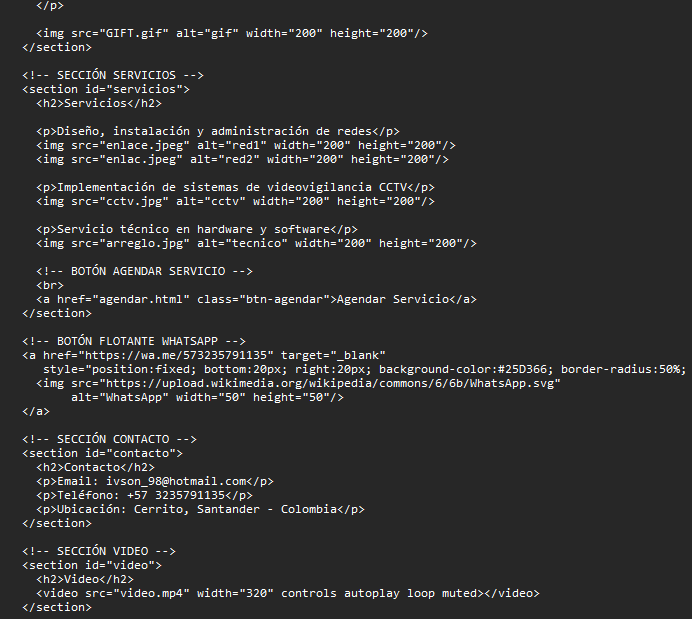 </p>
<img src="GIFT.gif" alt="gif" width="200" height="200"/>
</section>
<!-- SECCIÓN SERVICIOS -->
<section id="servicios">
<h2>Servicios</h2>
<p>Diseño, instalación y administración de redes</p>
<img src="enlace.jpeg" alt="red1" width="200" height="200"/>
<img src="enlac.jpeg" alt="red2" width="200" height="200"/>
<p>Implementación de sistemas de videovigilancia CCTV</p>
<img src="cctv.jpg" alt="cctv" width="200" height="200"/>
<p>Servicio técnico en hardware y software</p>
<img src="arreglo.jpg" alt="tecnico" width="200" height="200"/>
<!-- BOTÓN AGENDAR SERVICIO -->
<br>
<a href="agendar.html" class="btn-agendar">Agendar Servicio</a>
</section>
<!-- BOTÓN FLOTANTE WHATSAPP -->
<a href="https://wa.me/573235791135" target="_blank"
style="position:fixed; bottom:20px; right:20px; background-color:#25D366; border-radius:50%;
<img src="https://upload.wikimedia.org/wikipedia/commons/6/6b/WhatsApp.svg"
alt="WhatsApp" width="50" height="50"/>
</a>
<!-- SECCIÓN CONTACTO -->
<section id="contacto">
<h2>Contacto</h2>
<p>Email: ivson_98@hotmail.com</p>
<p>Teléfono: +57 3235791135</p>
<p>Ubicación: Cerrito, Santander - Colombia</p>
</section>
<!-- SECCIÓN VIDEO -->
<section id="video">
<h2>Video</h2>
<video src="video.mp4" width="320" controls autoplay loop muted></video>
</section>